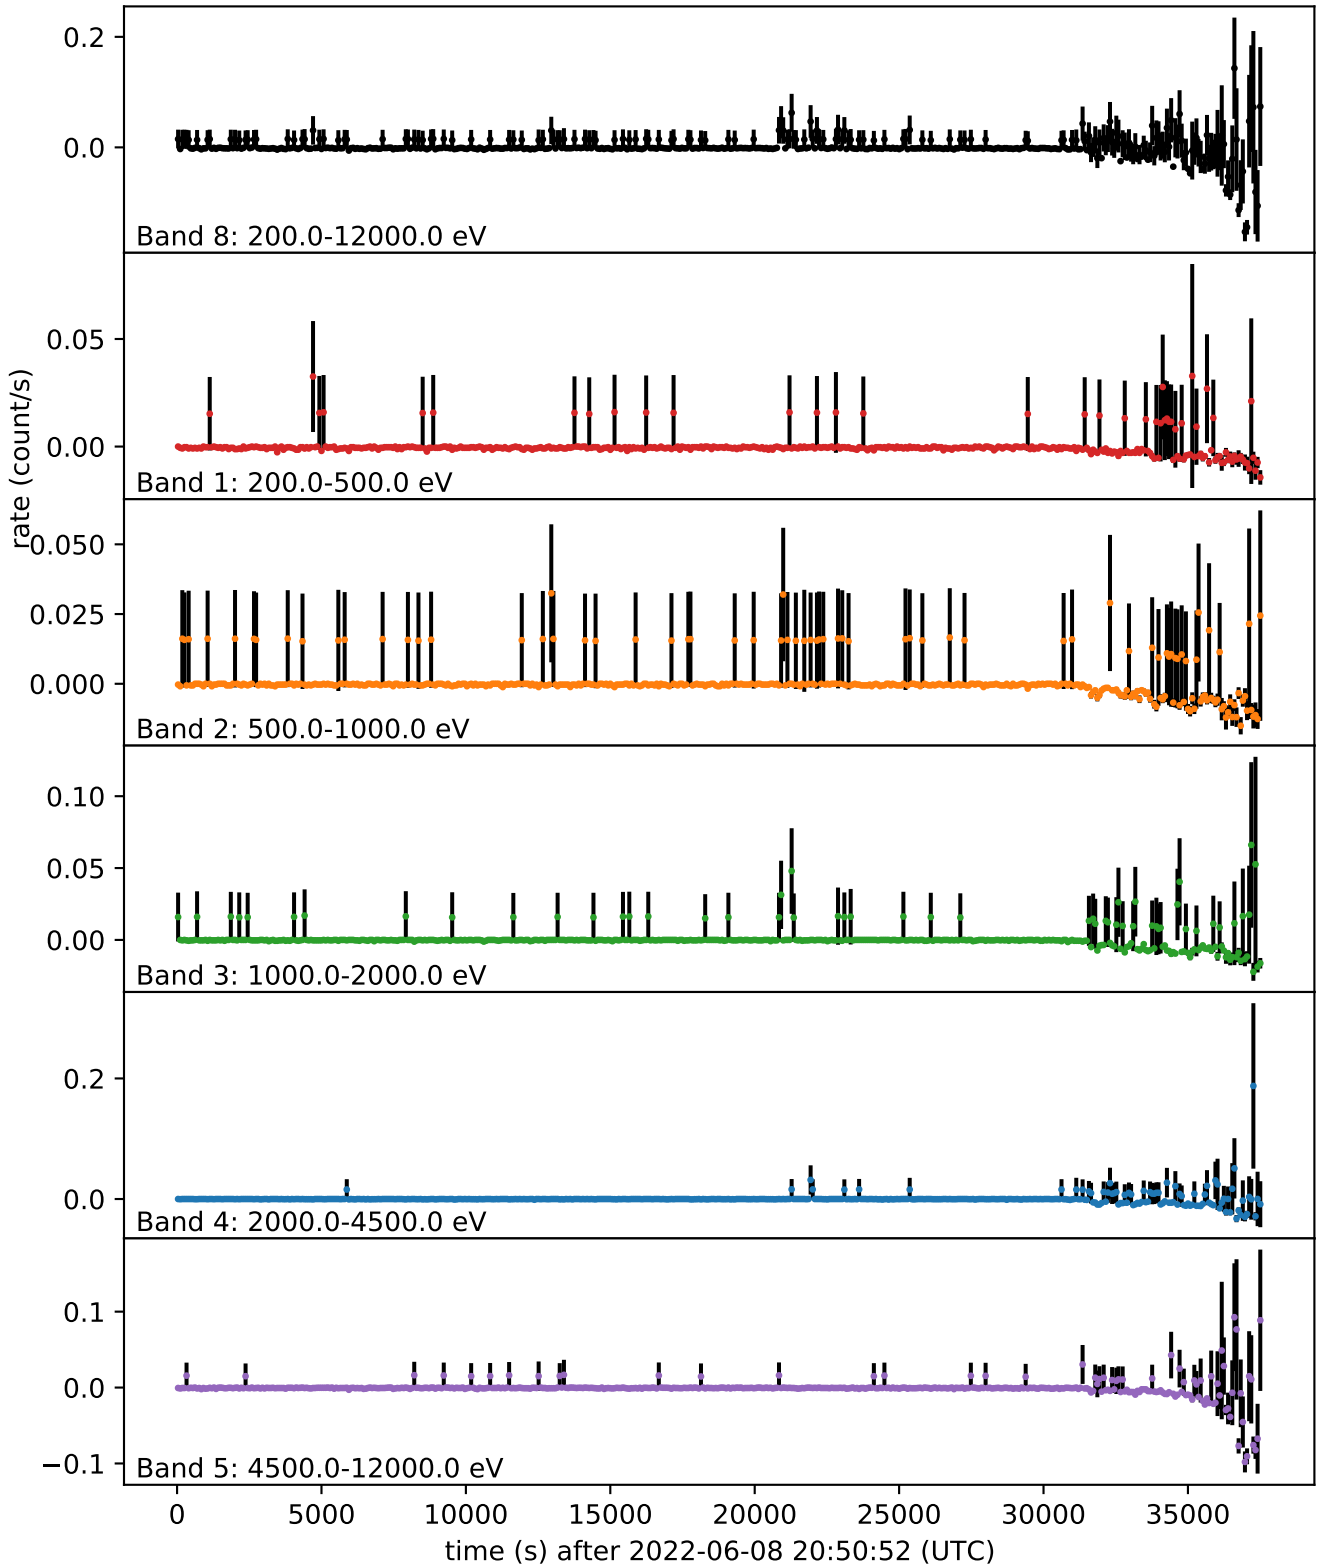 0.2
0.0
Band 8: 200.0-12000.0 eV
0.05
0.00
Band 1: 200.0-500.0 eV
rate (count/s)
0.050
0.025
0.000
Band 2: 500.0-1000.0 eV
0.10
0.05
0.00
Band 3: 1000.0-2000.0 eV
0.2
0.0
Band 4: 2000.0-4500.0 eV
0.1
0.0
−0.1
Band 5: 4500.0-12000.0 eV
0 5000 10000 15000 20000 25000 30000 35000
time (s) after 2022-06-08 20:50:52 (UTC)